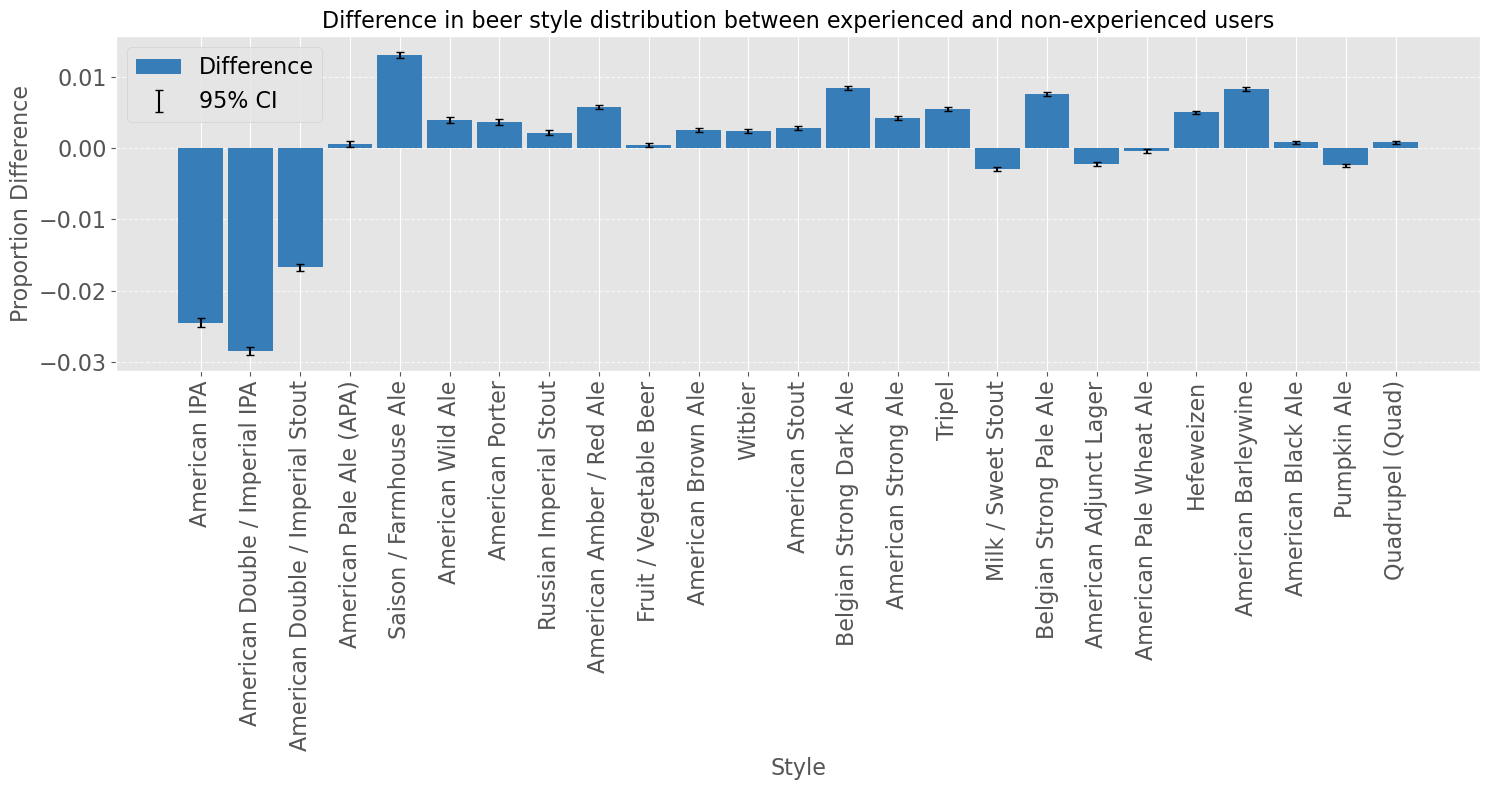 Difference in beer style distribution between experienced and non-experienced users
Difference
95% CI
Proportion Difference
0.01
0.00
−0.01
−0.02
−0.03
American IPA
American Double / Imperial IPA
American Double / Imperial Stout
American Pale Ale (APA)
Saison / Farmhouse Ale
American Wild Ale
American Porter
Russian Imperial Stout
American Amber / Red Ale
Fruit / Vegetable Beer
American Brown Ale
Witbier
American Stout
Belgian Strong Dark Ale
American Strong Ale
Tripel
Milk / Sweet Stout
Belgian Strong Pale Ale
American Adjunct Lager
American Pale Wheat Ale
Hefeweizen
American Barleywine
American Black Ale
Pumpkin Ale
Quadrupel (Quad)
Style